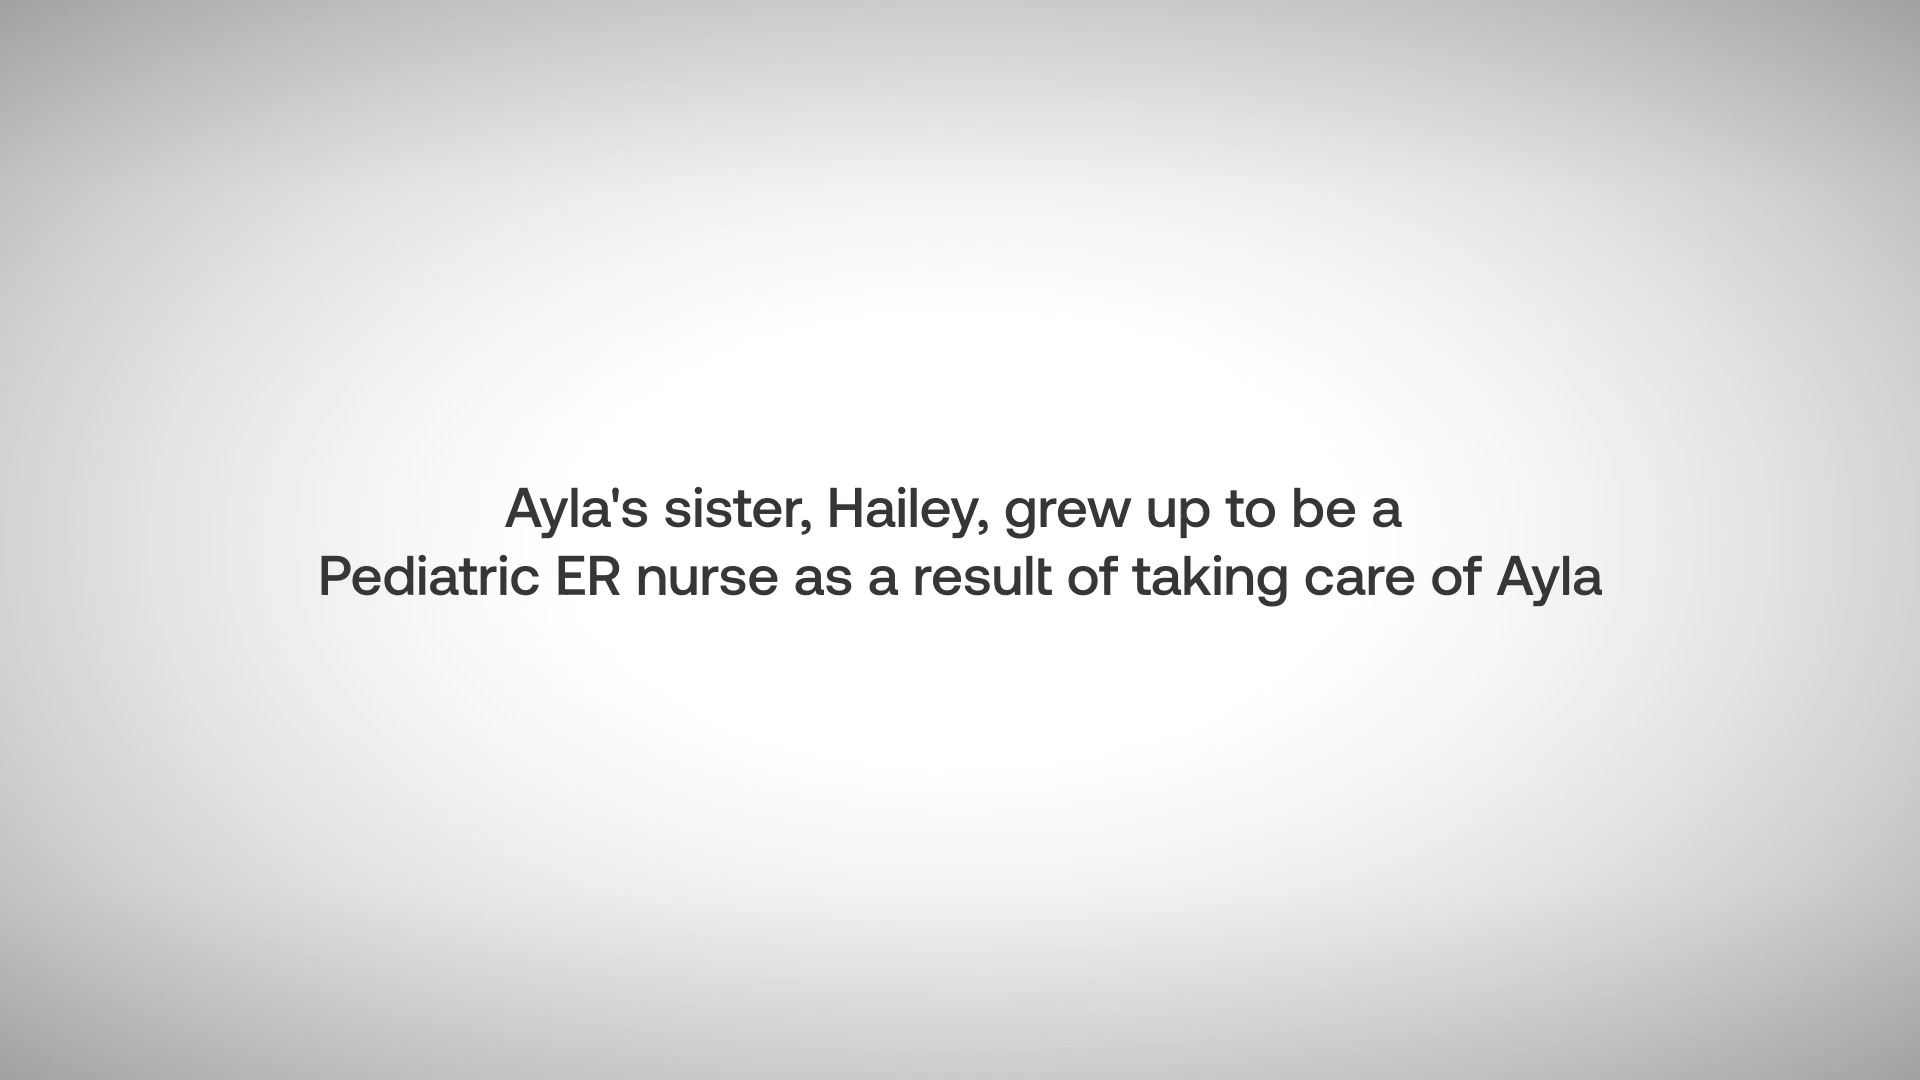 Ayla's sister, Hailey, grew up to be a
Pediatric ER nurse as a result of taking care of Ayla